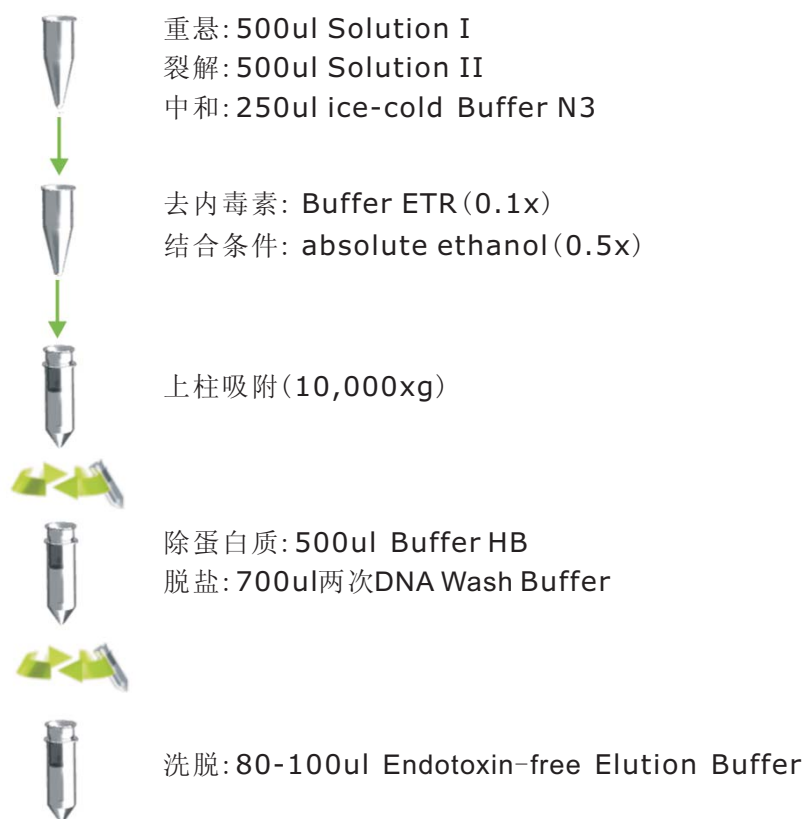 重悬: 500ul Solution I
裂解: 500ul Solution II
中和: 250ul ice-cold Buffer N3
去内毒素: Buffer ETR(0.1x)
结合条件: absolute ethanol(0.5x)
上柱吸附(10,000xg)
除蛋白质: 500ul Buffer HB
脱盐: 700ul两次DNA Wash Buffer
洗脱: 80-100ul Endotoxin-free Elution Buffer